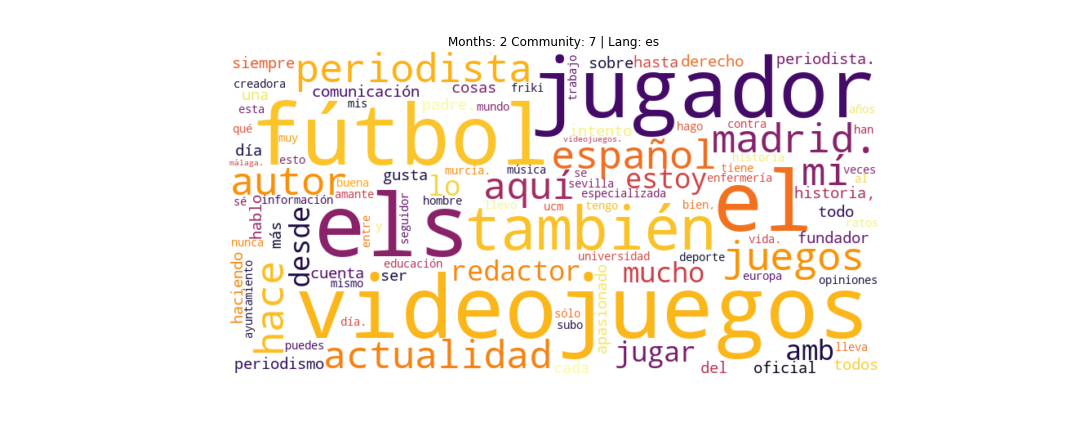 Months: 2 Community: 7 | Lang: es
siempre
periodista
jugador
sobre
hasta
derecho
periodista.
creadora
una
comunicación
cosas
friki
trabajo
esta
mis
padre.
mundo
fútbol
intento
hago
contra
años
qué
muy
videojuegos.
madrid.
han
día
esto
español
historia
málaga.
gusta
murcia.
música
se
tiene
mí
veces
autor
buena
lo
aquí
sevilla
estoy
enfermería
al
sé
información
amante
hombre
especializada
el
historia,
hablo
más
desde
els
seguidor
llevo
ucm
tengo
bien,
todo
entre
y
también
ratos
nunca
vida.
fundador
haciendo
ayuntamiento
hace
cuenta
educación
ser
redactor
universidad
mucho
deporte
juegos
mismo
apasionado
europa
opiniones
videojuegos
día.
sólo
subo
puedes
actualidad
jugar
amb
lleva
periodismo
cada
del
oficial
todos